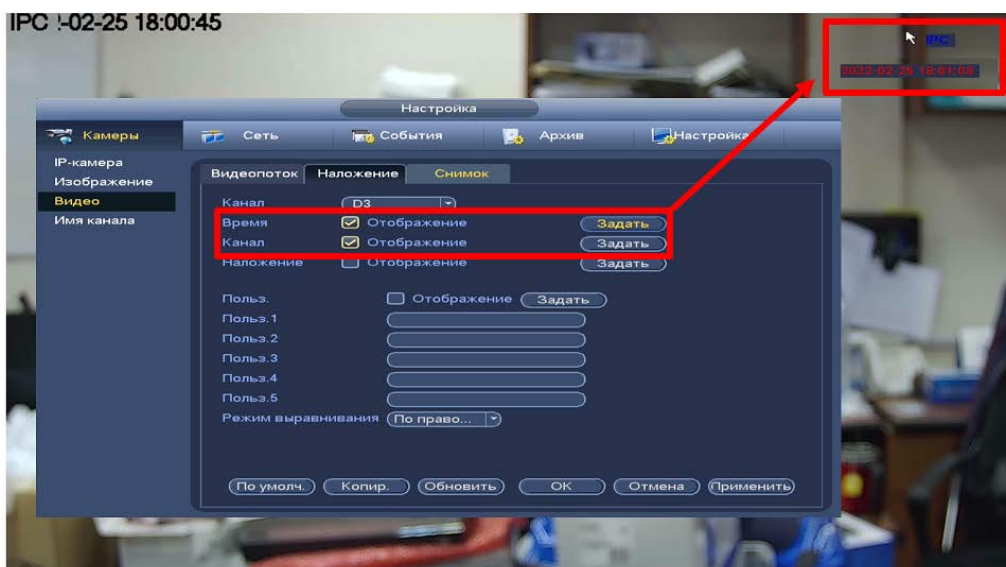 IPC :-02-25 18:00:45
IPC
2022-02-25 18:01:03
Настройка
Камеры Сеть События Архив Настройка
IP-камера
Изображение
Видео
Имя канала
Видеопоток Наложение Снимок
Канал D3
Время Отображение Задать
Канал Отображение Задать
Наложение Отображение Задать
Польз. Отображение Задать
Польз.1
Польз.2
Польз.3
Польз.4
Польз.5
Режим выравнивания По право...
По умолч. Копир. Обновить OK Отмена Применить